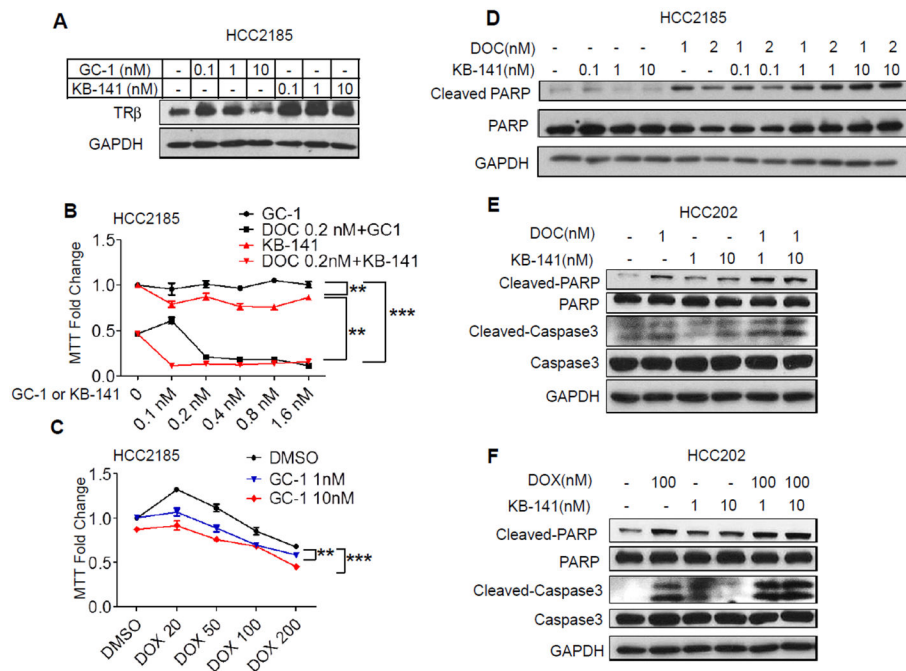 A
HCC2185
GC-1 (nM) - 0.1 1 10 - - -
KB-141(nM) - - - - 0.1 1 10
TRβ
GAPDH
B
HCC2185
GC-1
DOC 0.2 nM+GC1
KB-141
DOC 0.2nM+KB-141
MTT Fold Change
1.5
1.0
0.5
0.0
**
**
***
GC-1 or KB-141
0
0.1 nM
0.2 nM
0.4 nM
0.8 nM
1.6 nM
C
HCC2185
DMSO
GC-1 1nM
GC-1 10nM
MTT Fold Change
1.5
1.0
0.5
0.0
**
***
DMSO
DOX 20
DOX 50
DOX 100
DOX 200
D
HCC2185
DOC(nM) - - - - 1 2 1 2 1 2 1 2
KB-141(nM) - 0.1 1 10 - - 0.1 0.1 1 1 10 10
Cleaved PARP
PARP
GAPDH
E
HCC202
DOC(nM) - 1 - - 1 1
KB-141(nM) - - 1 10 1 10
Cleaved-PARP
PARP
Cleaved-Caspase3
Caspase3
GAPDH
F
HCC202
DOX(nM) - 100 - - 100 100
KB-141(nM) - - 1 10 1 10
Cleaved-PARP
PARP
Cleaved-Caspase3
Caspase3
GAPDH